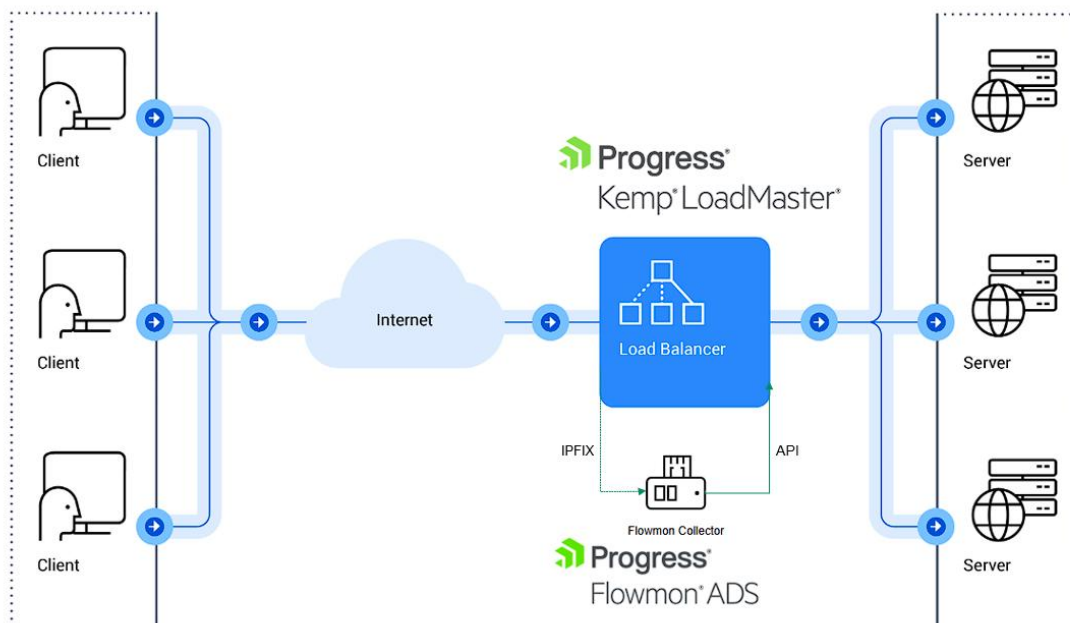 Client
Client
Client
Internet
Progress®
Kemp® LoadMaster®
Load Balancer
IPFIX
API
Flowmon Collector
Progress®
Flowmon® ADS
Server
Server
Server